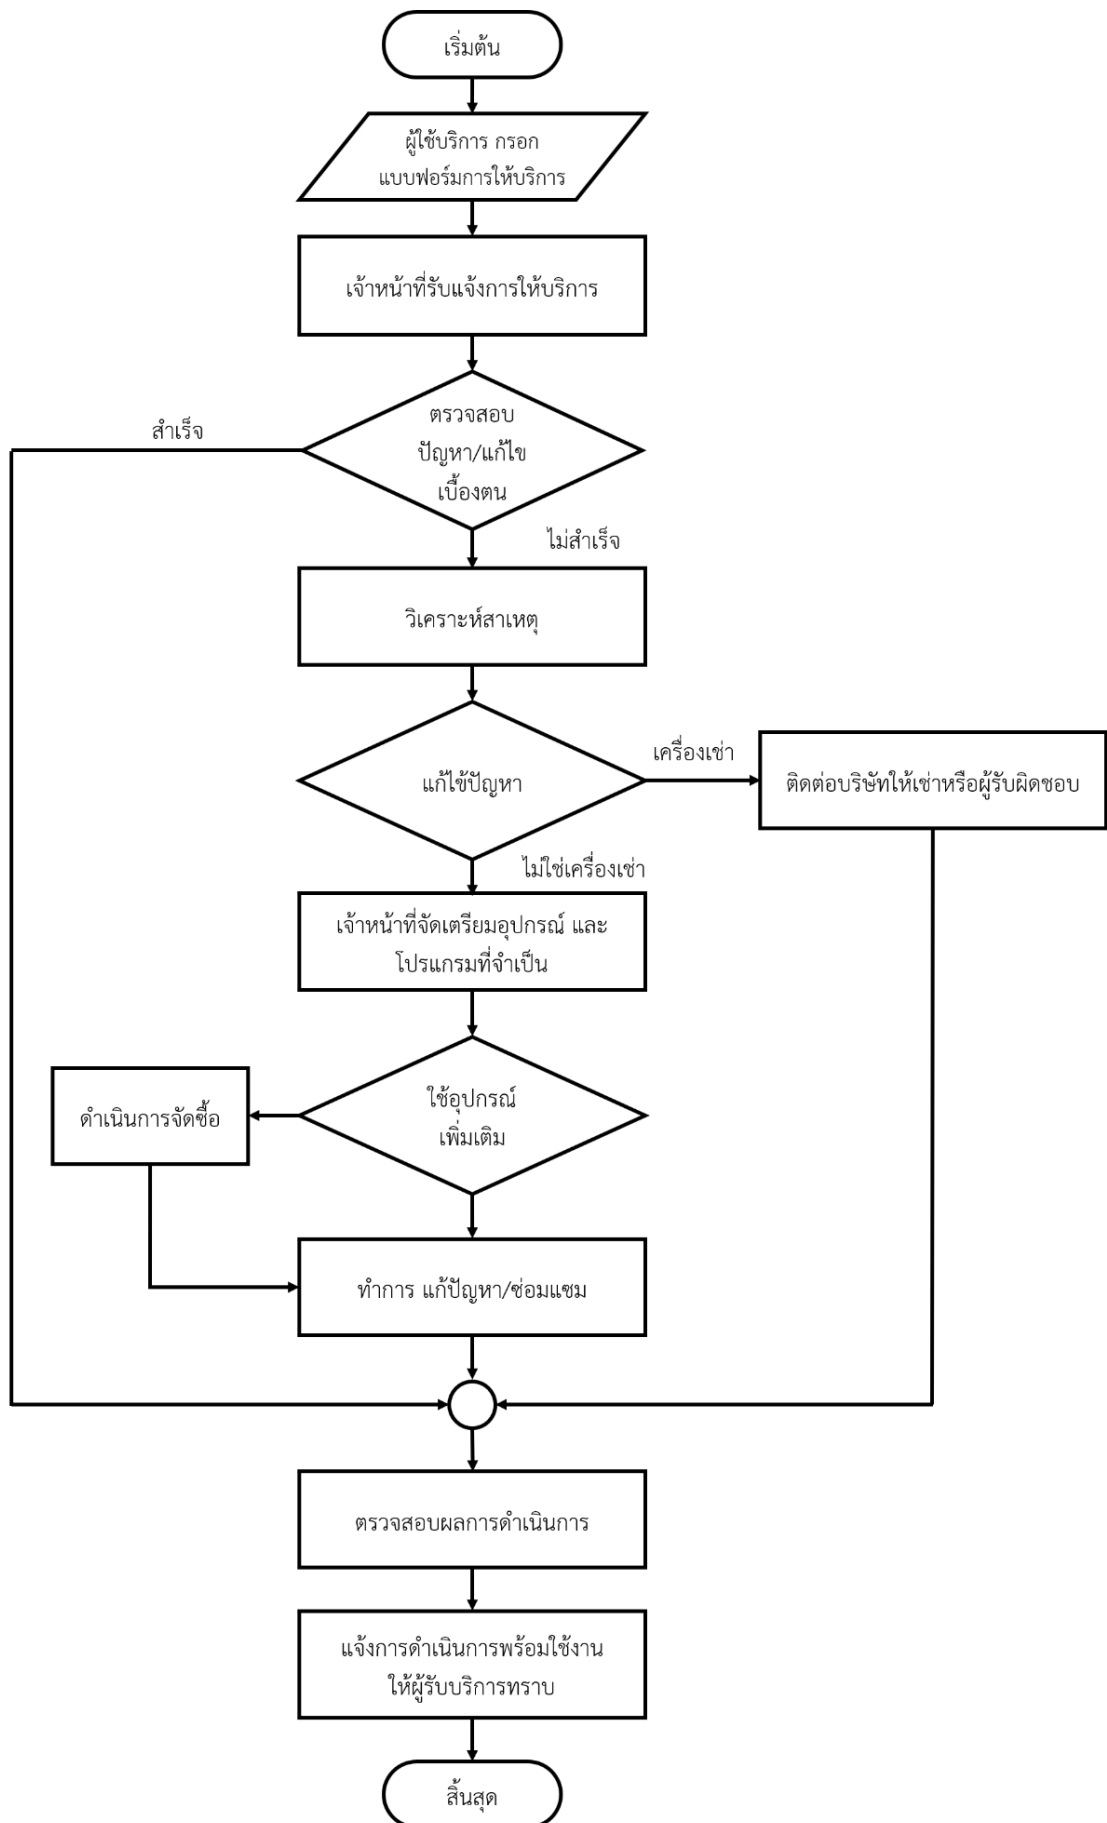 เริ่มต้น
ผู้ใช้บริการ กรอก
แบบฟอร์มการให้บริการ
เจ้าหน้าที่รับแจ้งการให้บริการ
ตรวจสอบ
ปัญหา/แก้ไข
เบื้องตน
สำเร็จ
ไม่สำเร็จ
วิเคราะห์สาเหตุ
แก้ไข้ปัญหา
เครื่องเช่า
ติดต่อบริษัทให้เช่าหรือผู้รับผิดชอบ
ไม่ใช่เครื่องเช่า
เจ้าหน้าที่จัดเตรียมอุปกรณ์ และ
โปรแกรมที่จำเป็น
ใช้อุปกรณ์
เพิ่มเติม
ดำเนินการจัดซื้อ
ทำการ แก้ปัญหา/ซ่อมแซม
ตรวจสอบผลการดำเนินการ
แจ้งการดำเนินการพร้อมใช้งาน
ให้ผู้รับบริการทราบ
สิ้นสุด